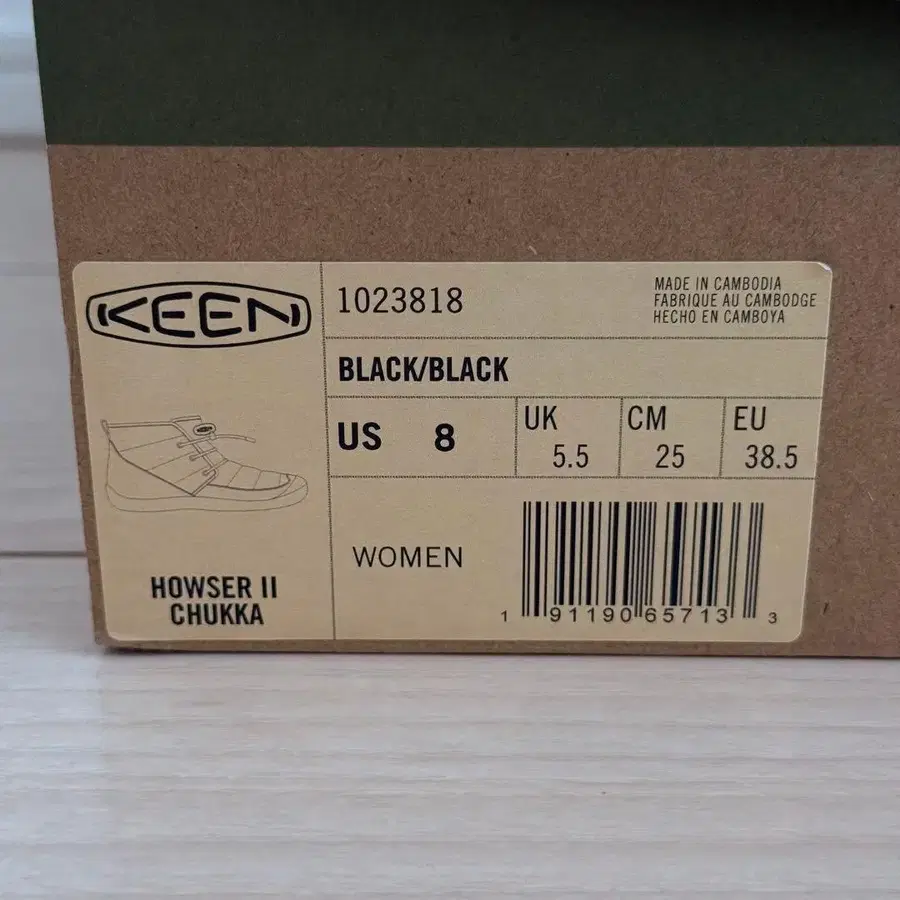 KEEN
1023818
MADE IN CAMBODIA
FABRIQUE AU CAMBODGE
HECHO EN CAMBOYA
BLACK/BLACK
US 8
UK 5.5
CM 25
EU 38.5
KEEN
HOWSER II
CHUKKA
WOMEN
1 91190 65713 3